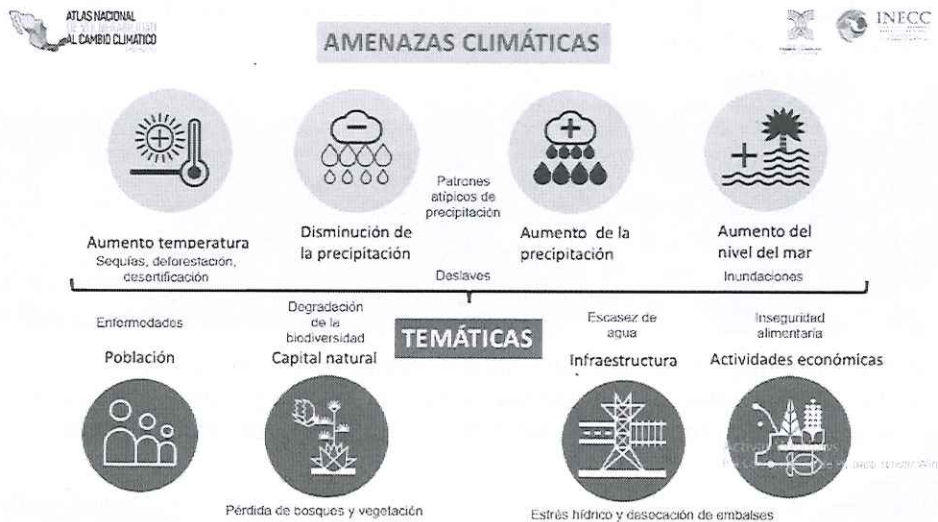 ATLAS NACIONAL
AL CAMBIO CLIMÁTICO
AMENAZAS CLIMÁTICAS
INECC
Patrones
atípicos de
precipitación
Aumento temperatura
Sequías, deforestación,
desertificación
Disminución de
la precipitación
Aumento de la
precipitación
Aumento del
nivel del mar
Deslaves
Inundaciones
Enfermedades
Degradación
de la
biodiversidad
Escasez de
agua
Inseguridad
alimentaria
TEMÁTICAS
Población
Capital natural
Infraestructura
Actividades económicas
Pérdida de bosques y vegetación
Estrés hídrico y desecación de embalses